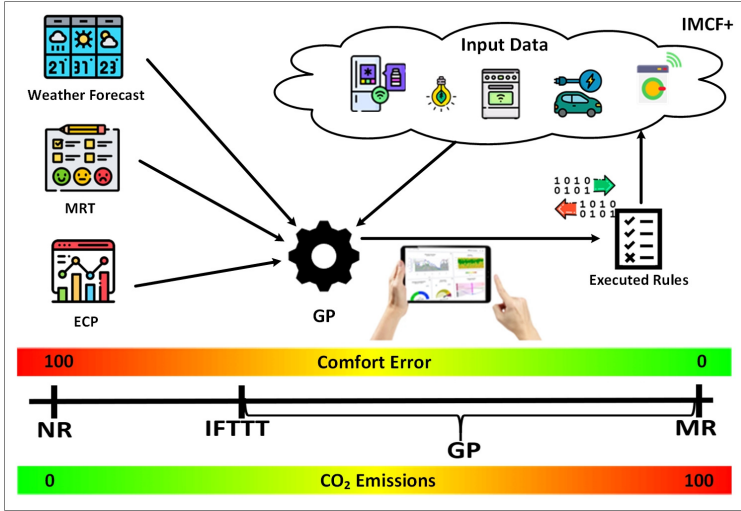 IMCF+
Input Data
21° 31° 23°
Weather Forecast
MRT
ECP
GP
1010
0101
1010
0101
Executed Rules
100 Comfort Error 0
NR IFTTT GP MR
0 CO₂ Emissions 100